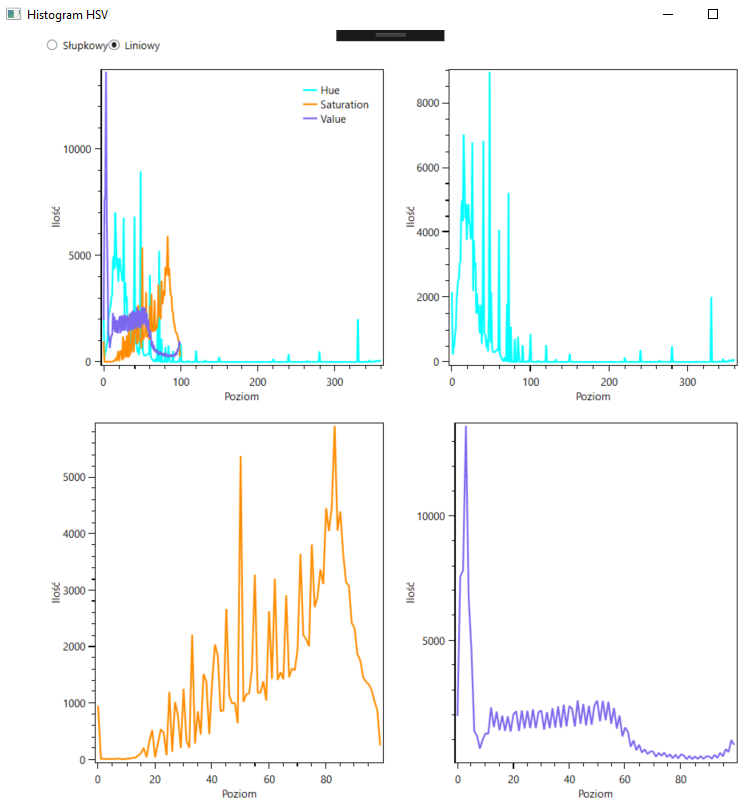 Histogram HSV
Słupkowy Liniowy
Hue
Saturation
Value
10000
5000
0
Ilość
0 100 200 300
Poziom
8000
6000
4000
2000
0
Ilość
0 100 200 300
Poziom
5000
4000
3000
2000
1000
0
Ilość
0 20 40 60 80
Poziom
10000
5000
Ilość
0 20 40 60 80
Poziom